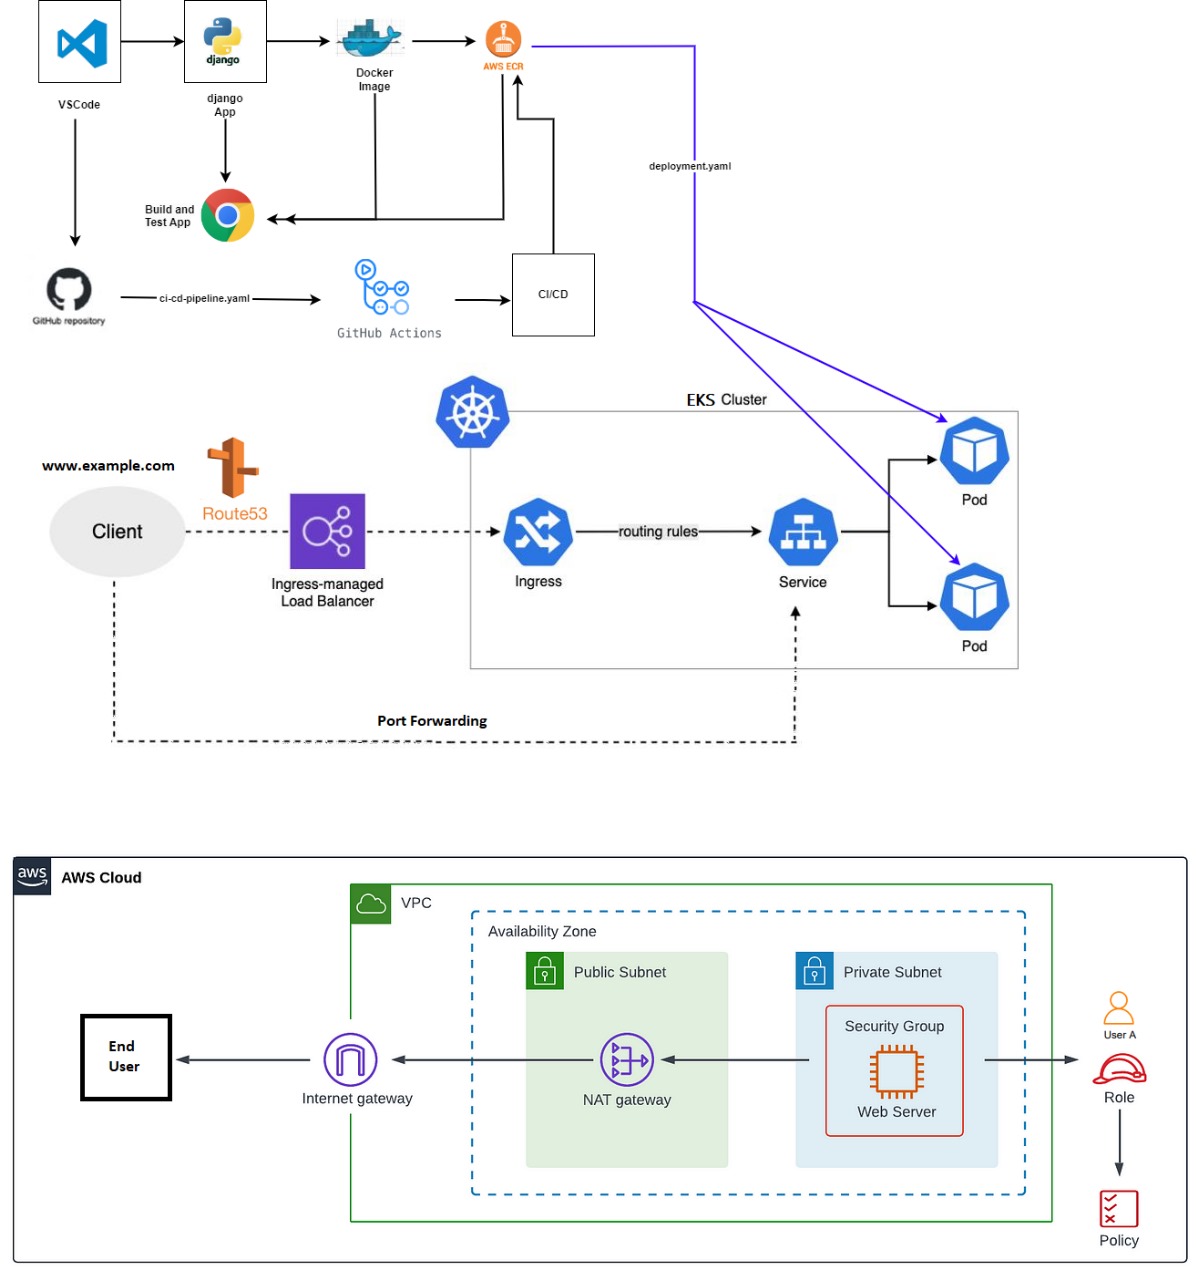 django
AWS ECR
VSCode
django
App
Docker
Image
deployment.yaml
Build and
Test App
GitHub repository
ci-cd-pipeline.yaml
GitHub Actions
CI/CD
EKS Cluster
www.example.com
Route53
Client
Ingress-managed
Load Balancer
Ingress
routing rules
Service
Pod
Pod
Port Forwarding
aws
AWS Cloud
VPC
Availability Zone
Public Subnet
Private Subnet
Security Group
Web Server
NAT gateway
Internet gateway
End
User
User A
Role
Policy